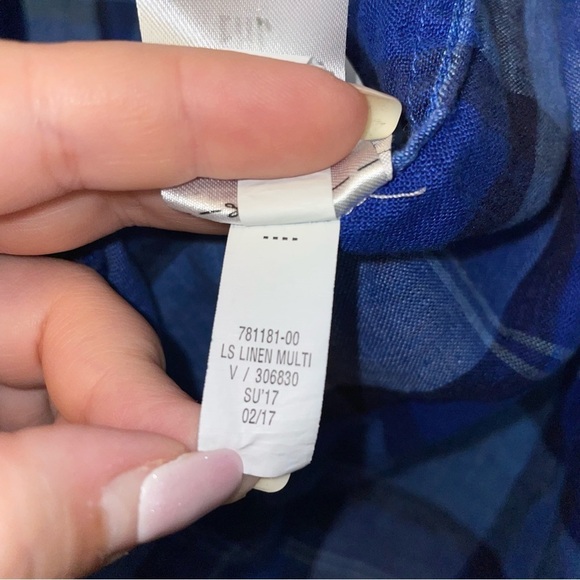 ----
781181-00
LS LINEN MULTI
V / 306830
SU'17
02/17